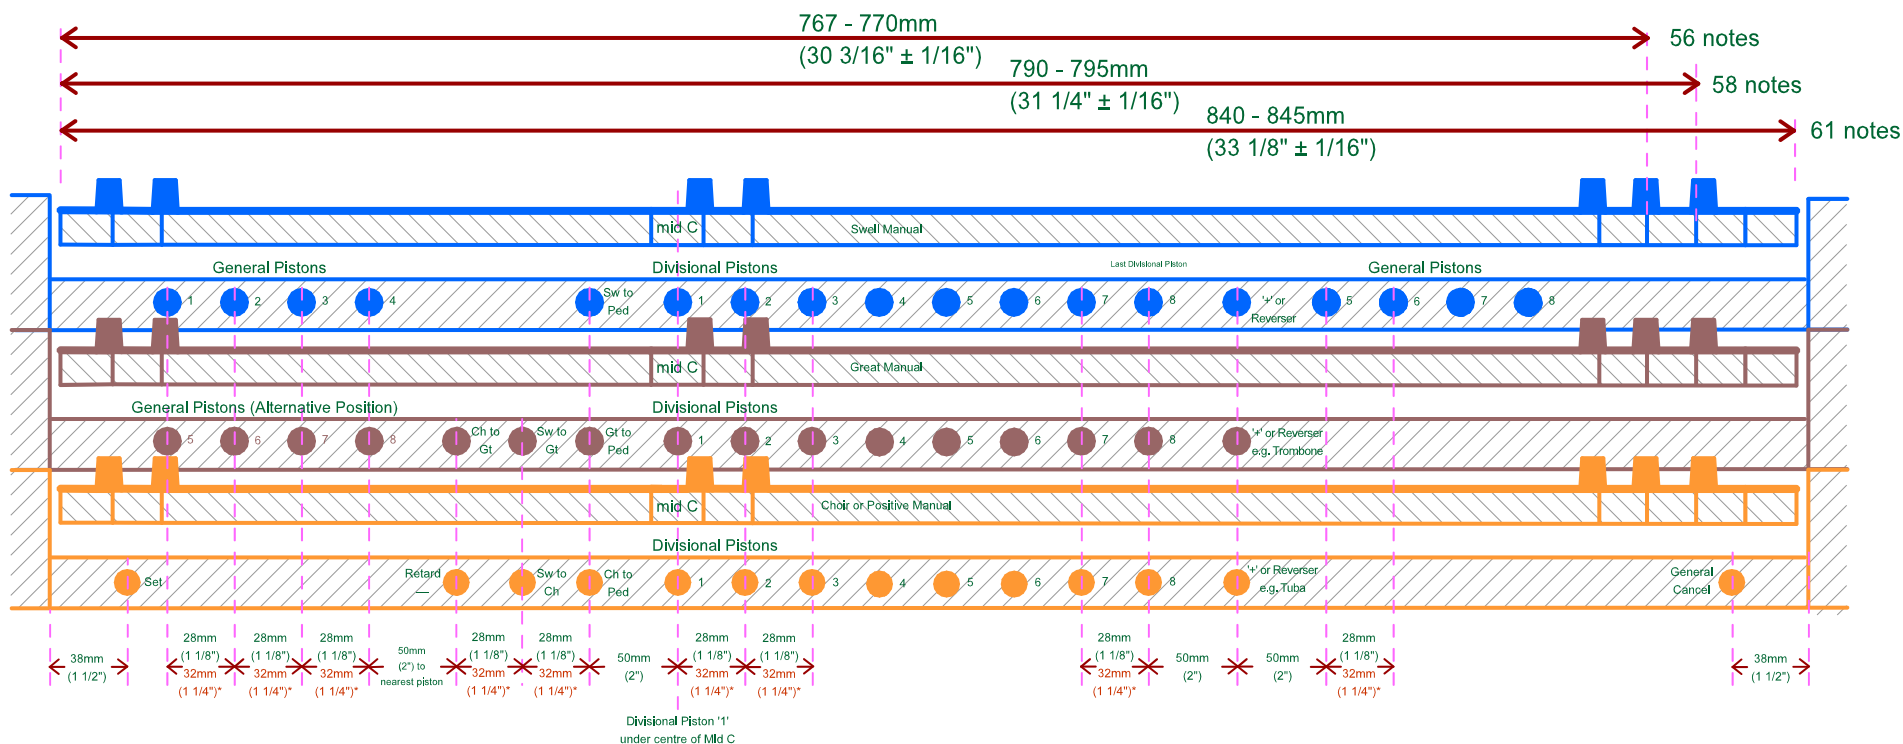 767 - 770mm
(30 3/16" ± 1/16")
56 notes
790 - 795mm
(31 1/4" ± 1/16")
58 notes
840 - 845mm
(33 1/8" ± 1/16")
61 notes
mid C
Swell Manual
General Pistons
Divisional Pistons
Last Divisional Piston
General Pistons
1
2
3
4
Sw to
Ped
1
2
3
4
5
6
7
8
'+' or
Reverser
5
6
7
8
mid C
Great Manual
General Pistons (Alternative Position)
Divisional Pistons
5
6
7
8
Ch to
Gt
Sw to
Gt
Gt to
Ped
1
2
3
4
5
6
7
8
'+' or Reverser
e.g. Trombone
mid C
Choir or Positive Manual
Divisional Pistons
Set
Retard
—
Sw to
Ch
Ch to
Ped
1
2
3
4
5
6
7
8
'+' or Reverser
e.g. Tuba
General
Cancel
38mm
(1 1/2")
28mm
(1 1/8")
32mm
(1 1/4")*
28mm
(1 1/8")
32mm
(1 1/4")*
28mm
(1 1/8")
32mm
(1 1/4")*
50mm
(2") to
nearest piston
28mm
(1 1/8")
32mm
(1 1/4")*
28mm
(1 1/8")
32mm
(1 1/4")*
50mm
(2")
28mm
(1 1/8")
32mm
(1 1/4")*
28mm
(1 1/8")
32mm
(1 1/4")*
28mm
(1 1/8")
32mm
(1 1/4")*
50mm
(2")
50mm
(2")
28mm
(1 1/8")
32mm
(1 1/4")*
38mm
(1 1/2")
Divisional Piston '1'
under centre of Mid C